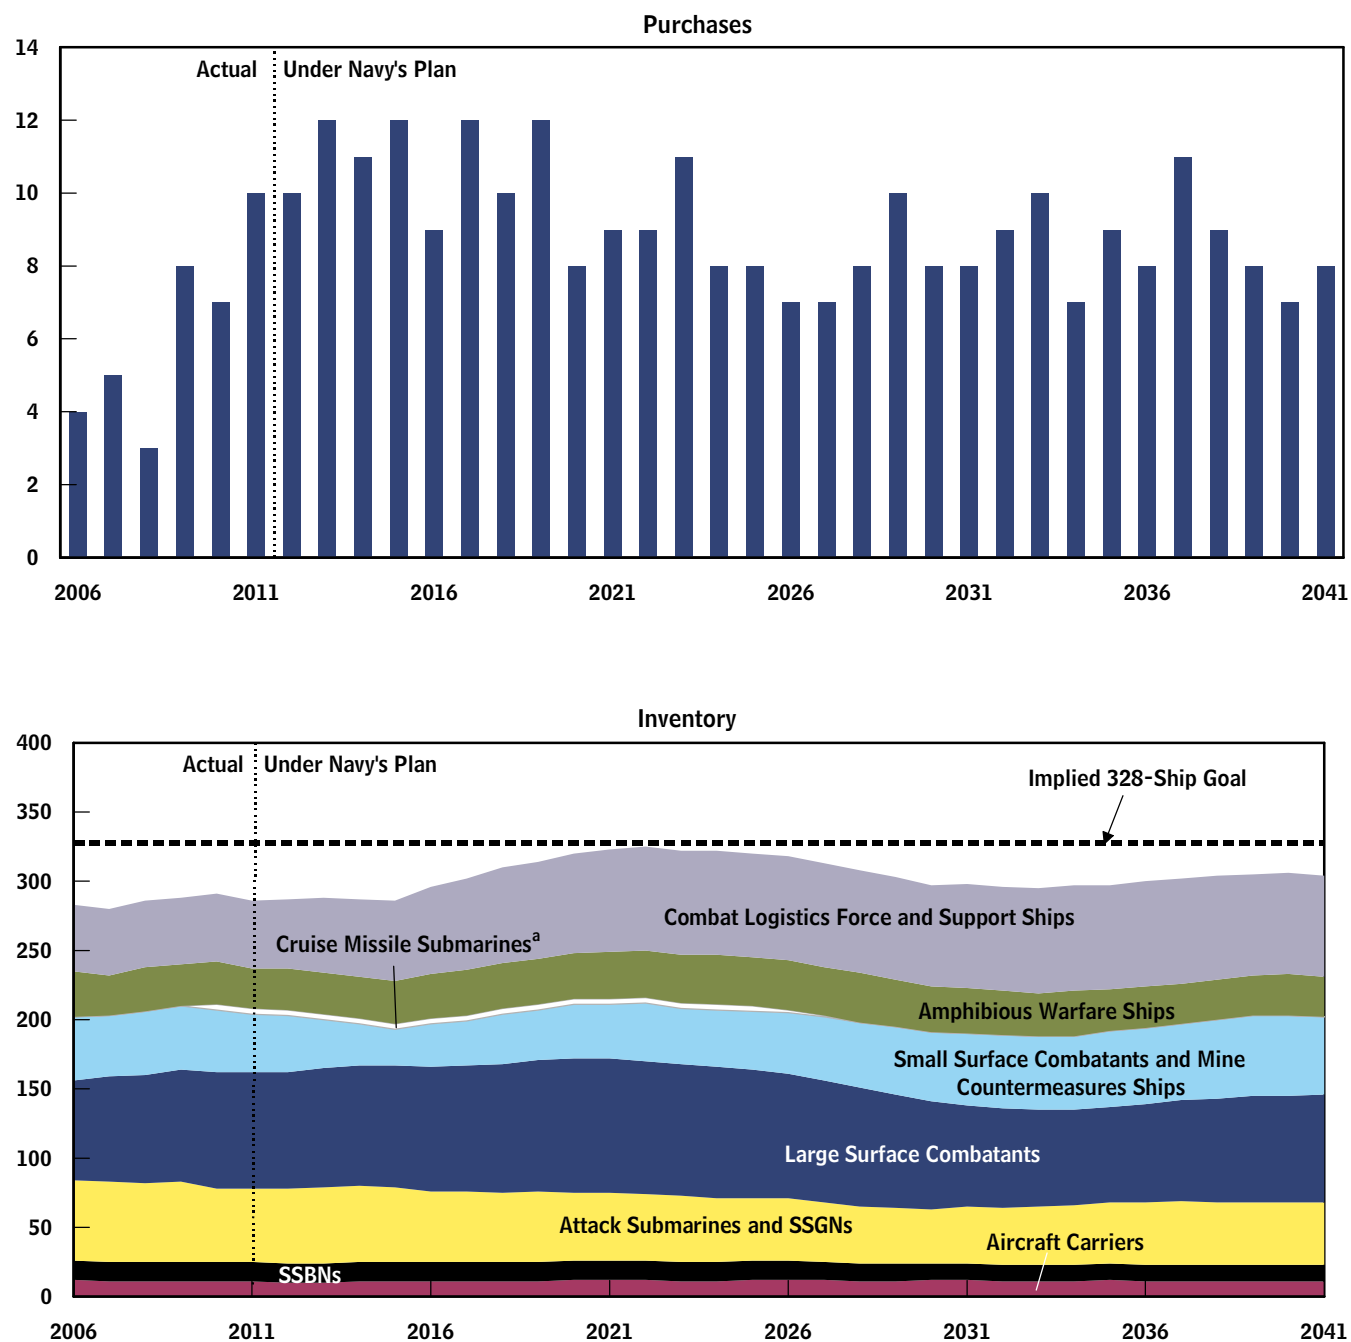 Purchases
14
Actual Under Navy's Plan
12
10
8
6
4
2
0
2006 2011 2016 2021 2026 2031 2036 2041
Inventory
400
Actual Under Navy's Plan
Implied 328-Ship Goal
350
300
Combat Logistics Force and Support Ships
Cruise Missile Submarinesa
250
Amphibious Warfare Ships
200
Small Surface Combatants and Mine
Countermeasures Ships
150
Large Surface Combatants
100
Attack Submarines and SSGNs
50
Aircraft Carriers
SSBNs
0
2006 2011 2016 2021 2026 2031 2036 2041